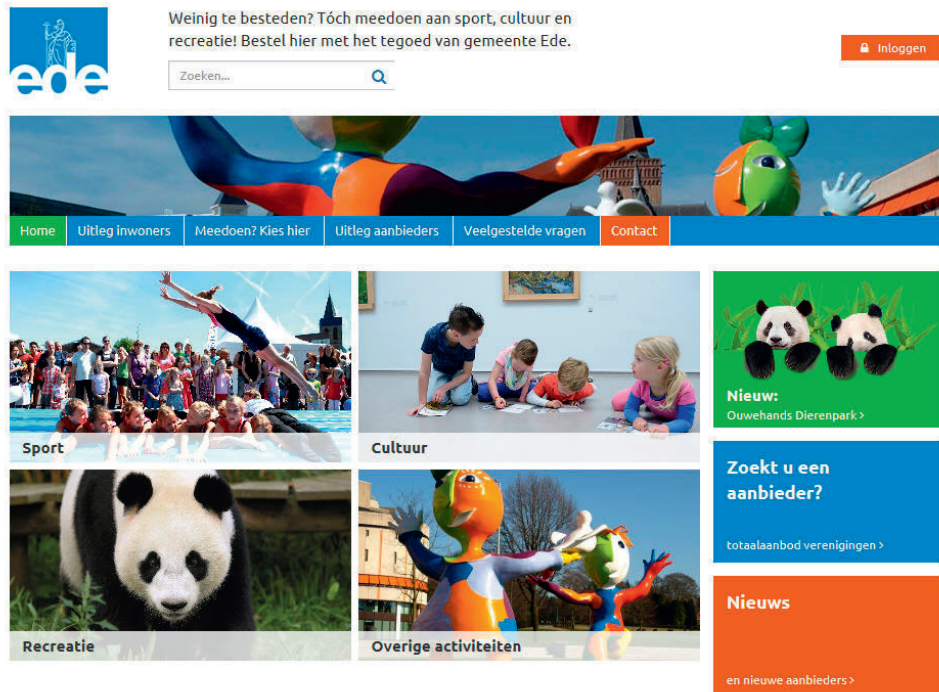 ede
Weinig te besteden? Tóch meedoen aan sport, cultuur en
recreatie! Bestel hier met het tegoed van gemeente Ede.
Zoeken...
Inloggen
Home
Uitleg inwoners
Meedoen? Kies hier
Uitleg aanbieders
Veelgestelde vragen
Contact
Sport
Cultuur
Nieuw:
Ouwehands Dierenpark >
Zoekt u een
aanbieder?
totaalaanbod verenigingen >
Recreatie
Overige activiteiten
Nieuws
en nieuwe aanbieders >